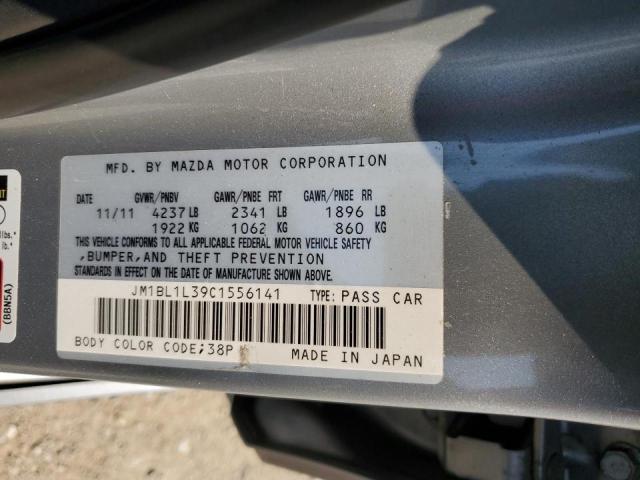 MFD. BY MAZDA MOTOR CORPORATION
DATE GVWR/PNBV GAWR/PNBE FRT GAWR/PNBE RR
11/11 4237 LB 2341 LB 1896 LB
1922 KG 1062 KG 860 KG
THIS VEHICLE CONFORMS TO ALL APPLICABLE FEDERAL MOTOR VEHICLE SAFETY
,BUMPER,AND THEFT PREVENTION
STANDARDS IN EFFECT ON THE DATE OF MANUFACTURE SHOWN ABOVE.
JM1BL1L39C1556141 TYPE: PASS CAR
BODY COLOR CODE;38P MADE IN JAPAN
lbs.
lb.
(BBN5A)